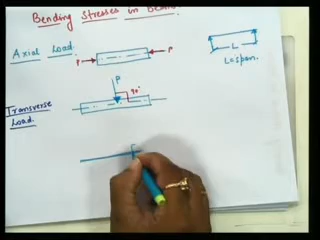 Bending Stresses in Beams.
Axial Load.
P P
L
L=span.
P
90°
Transverse
Load.